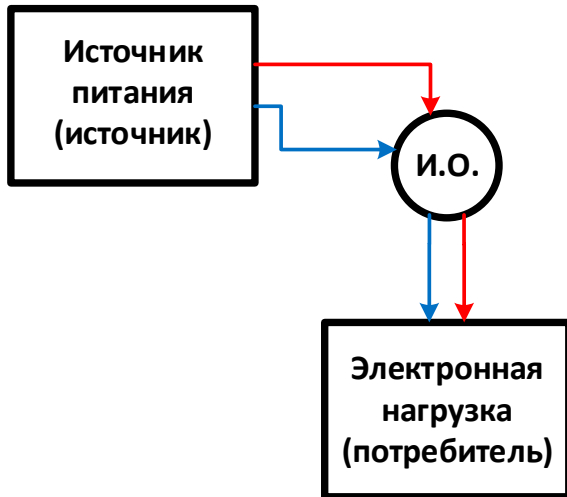 Источник
питания
(источник)
И.О.
Электронная
нагрузка
(потребитель)